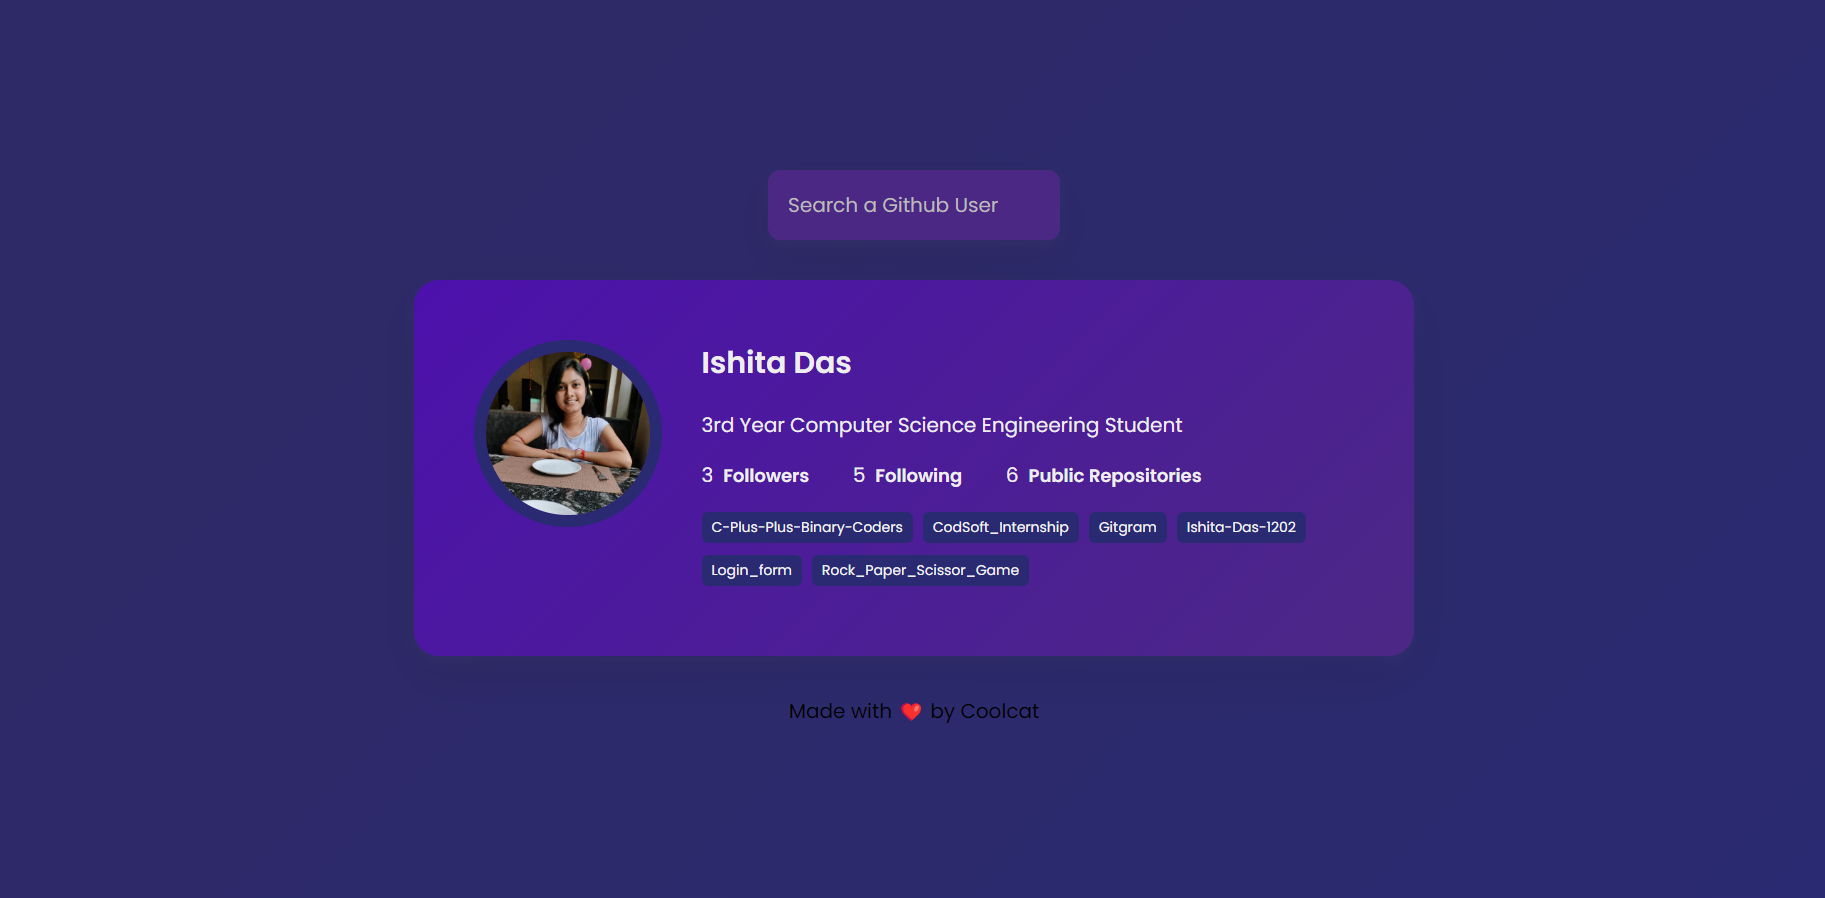 Search a Github User
Ishita Das
3rd Year Computer Science Engineering Student
3 Followers 5 Following 6 Public Repositories
C-Plus-Plus-Binary-Coders CodSoft_Internship Gitgram Ishita-Das-1202
Login_form Rock_Paper_Scissor_Game
Made with ❤️ by Coolcat